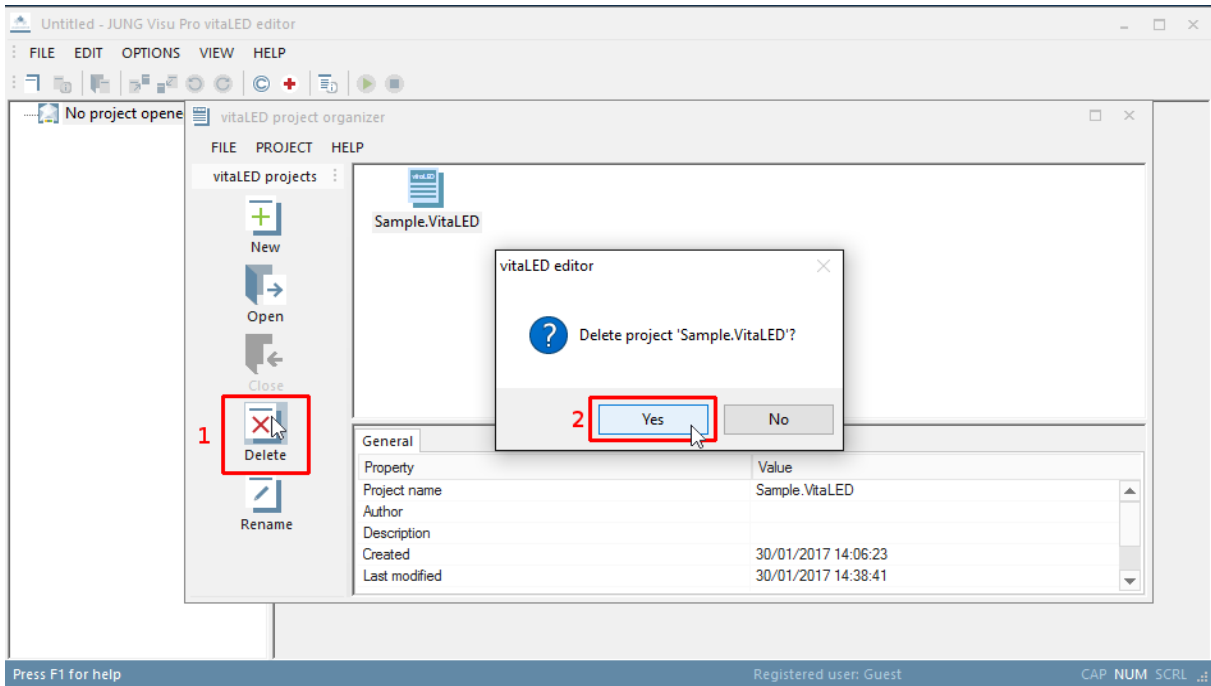 Untitled - JUNG Visu Pro vitaLED editor
FILE EDIT OPTIONS VIEW HELP
No project opene
vitaLED project organizer
FILE PROJECT HELP
vitaLED projects
vitaLED
New
Sample.VitaLED
Open
Close
1
Delete
Rename
vitaLED editor
?
Delete project 'Sample.VitaLED'?
2
Yes No
General
Property Value
Project name Sample.VitaLED
Author
Description
Created 30/01/2017 14:06:23
Last modified 30/01/2017 14:38:41
Press F1 for help Registered user: Guest CAP NUM SCRL